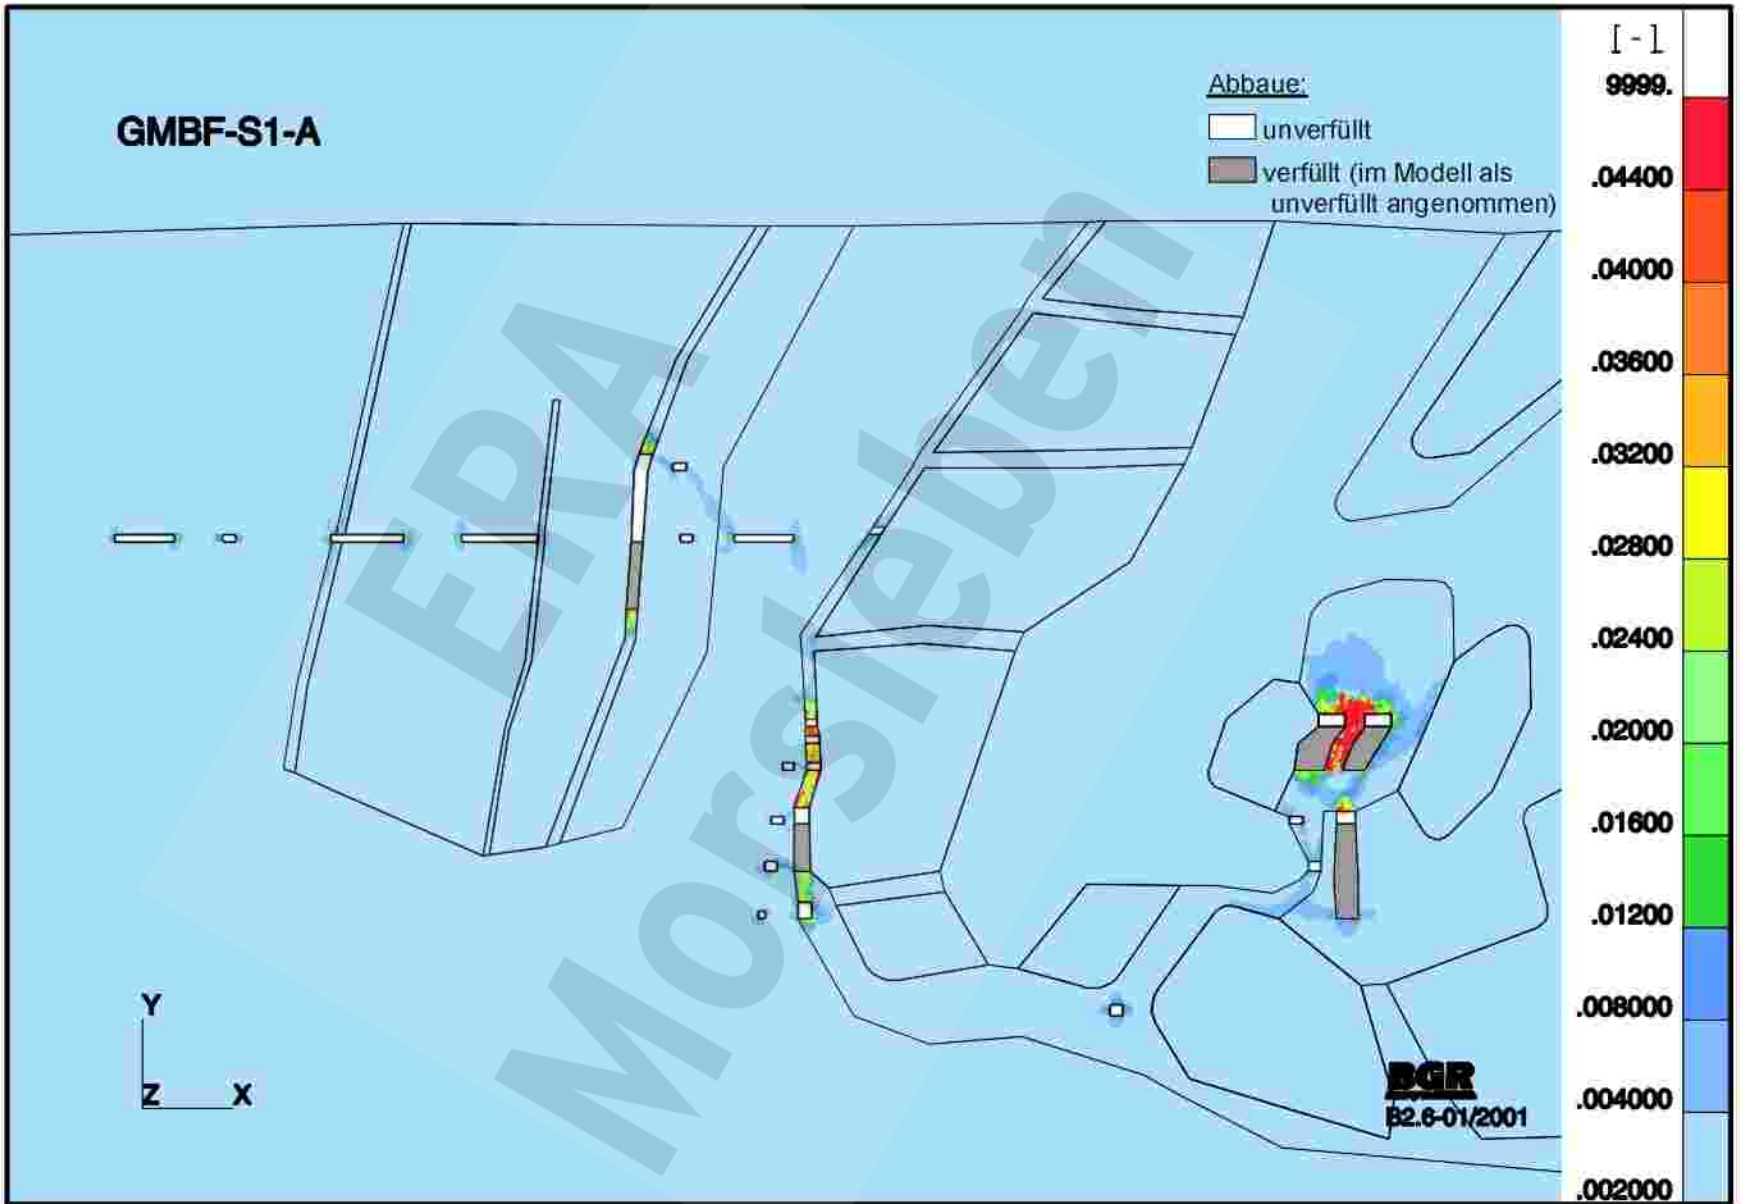 GMBF-S1-A
Abbaue:
unverfüllt
verfüllt (im Modell als
unverfüllt angenommen)
[-]
9999.
.04400
.04000
.03600
.03200
.02800
.02400
.02000
.01600
.01200
.008000
.004000
.002000
ERA
Morsleben
Y
Z X
BGR
B2.6-01/2001